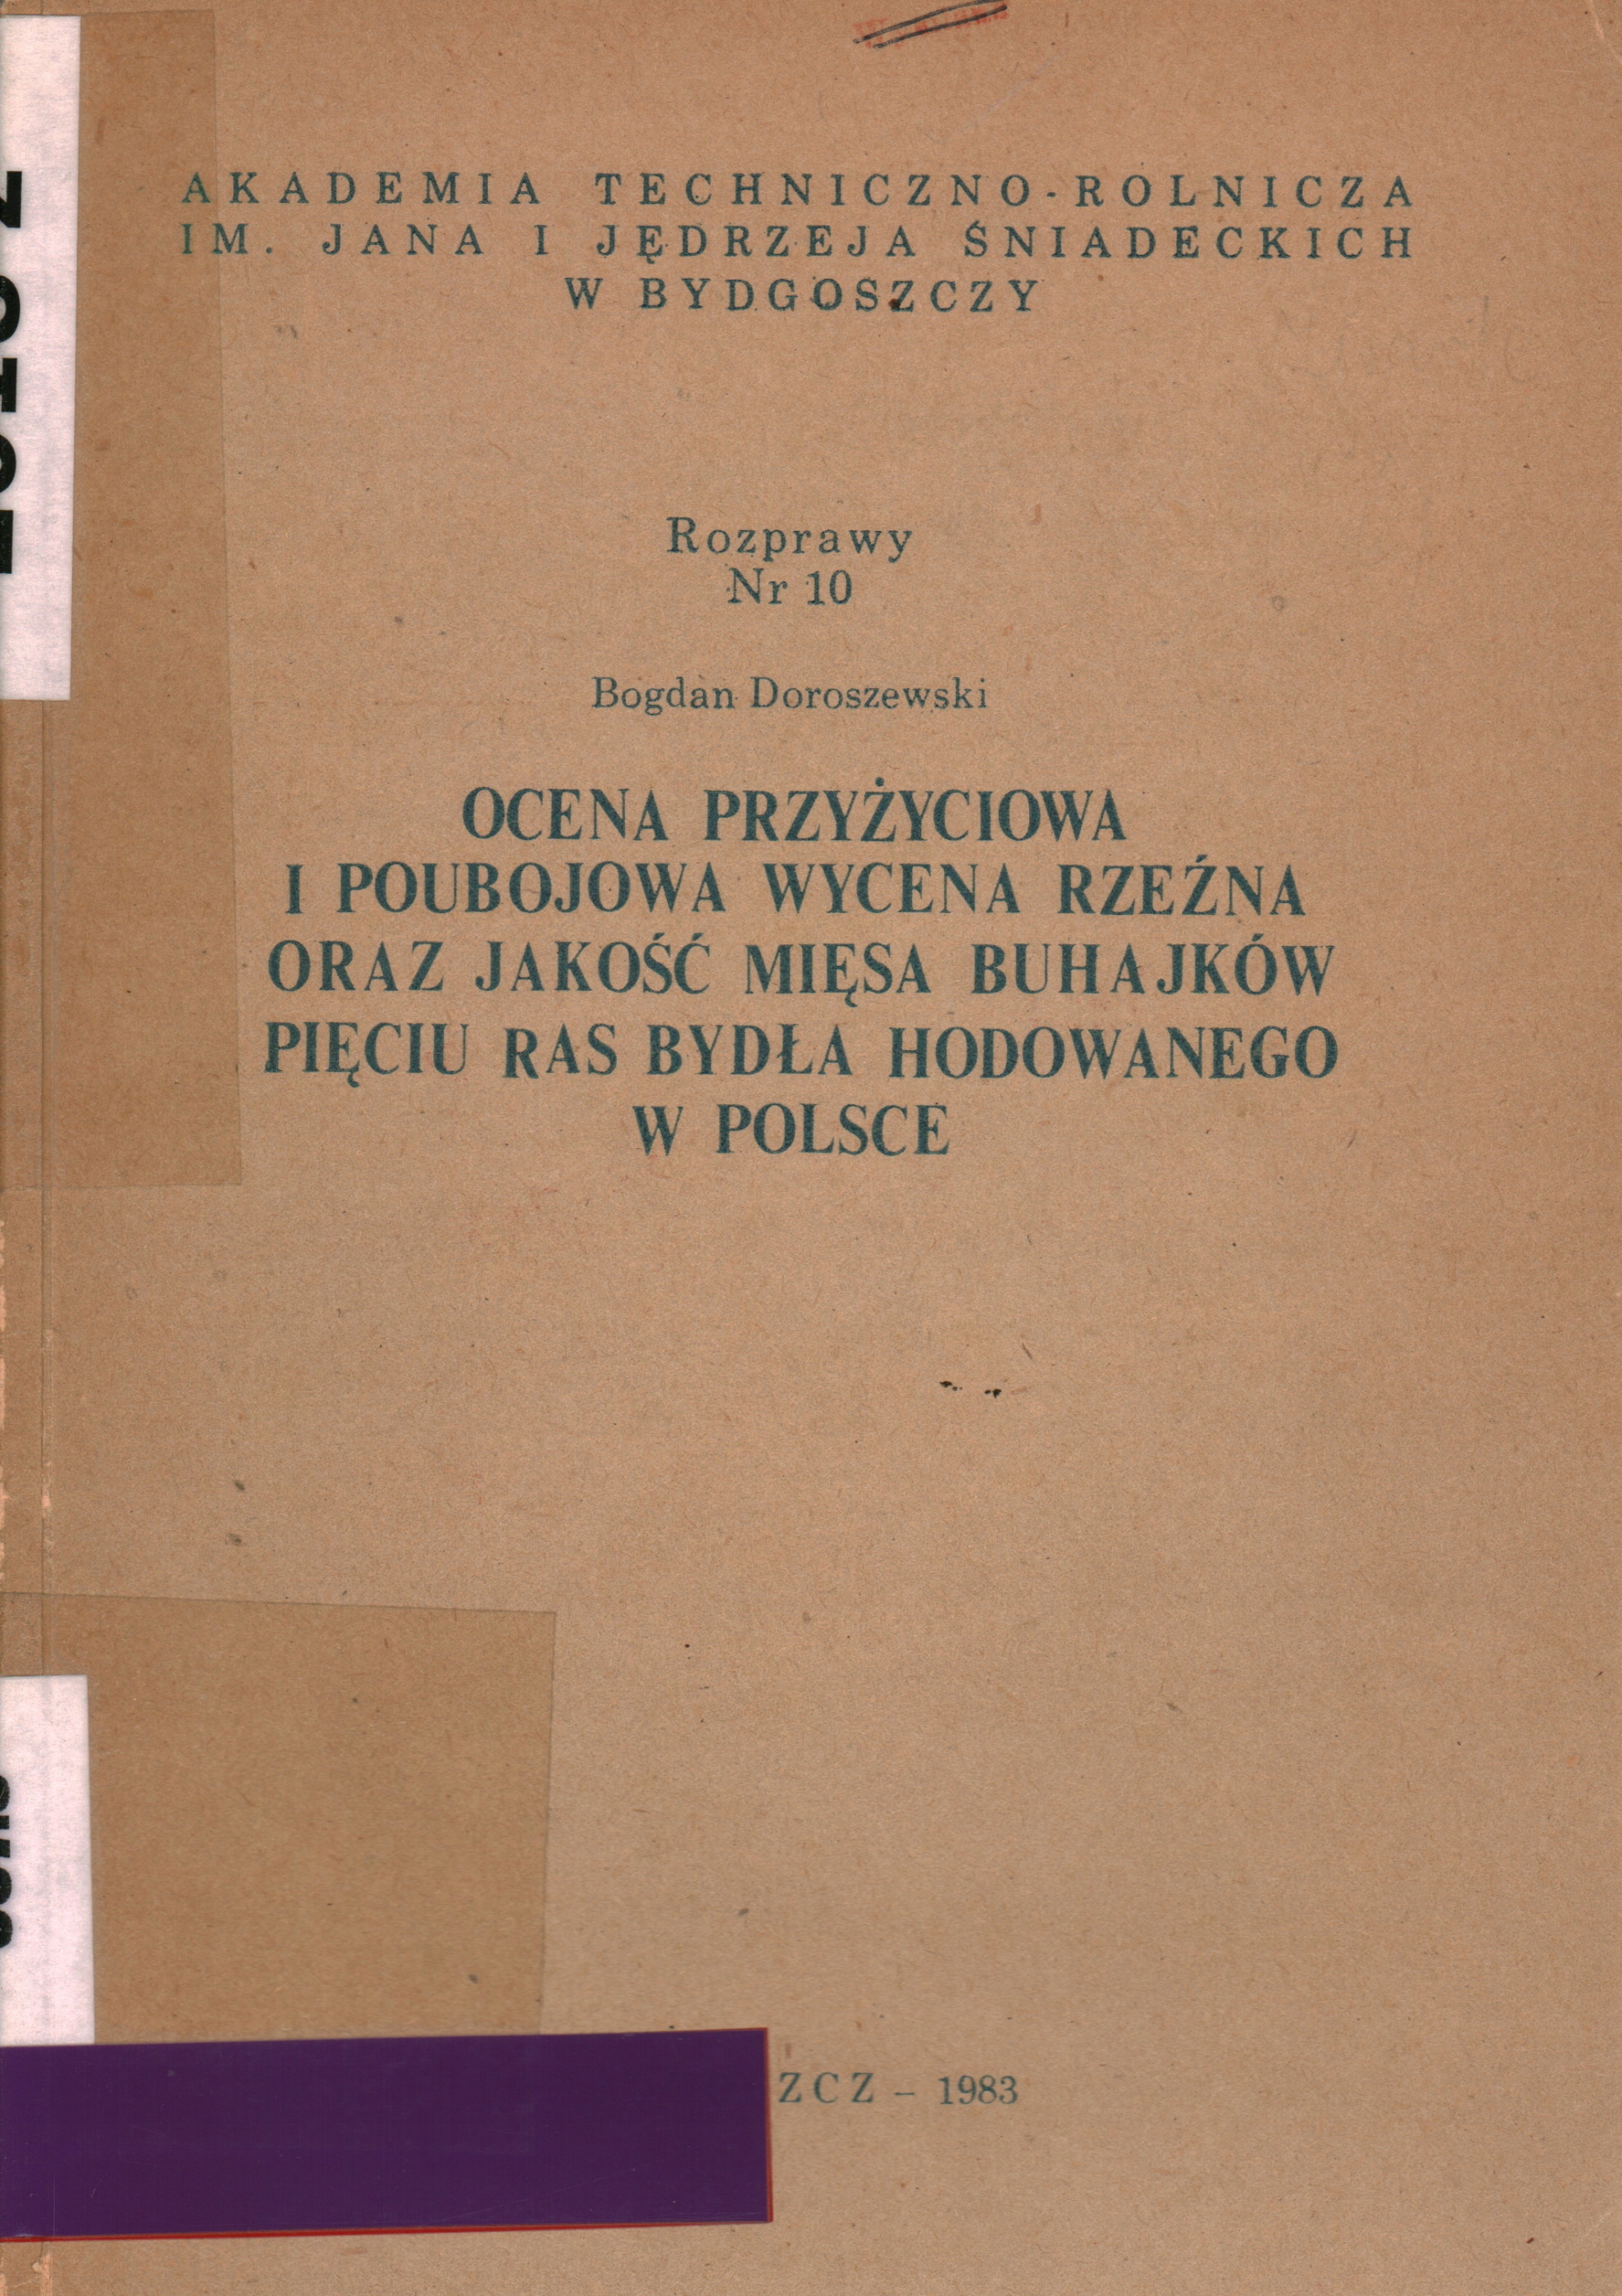 AKADEMIA TECHNICZNO-ROLNICZA
IM. JANA I JĘDRZEJA ŚNIADECKICH
W BYDGOSZCZY
Rozprawy
Nr 10
Bogdan Doroszewski
OCENA PRZYŻYCIOWA
I POUBOJOWA WYCENA RZEŹNA
ORAZ JAKOŚĆ MIĘSA BUHAJKÓW
PIĘCIU RAS BYDŁA HODOWANEGO
W POLSCE
ZCZ – 1983